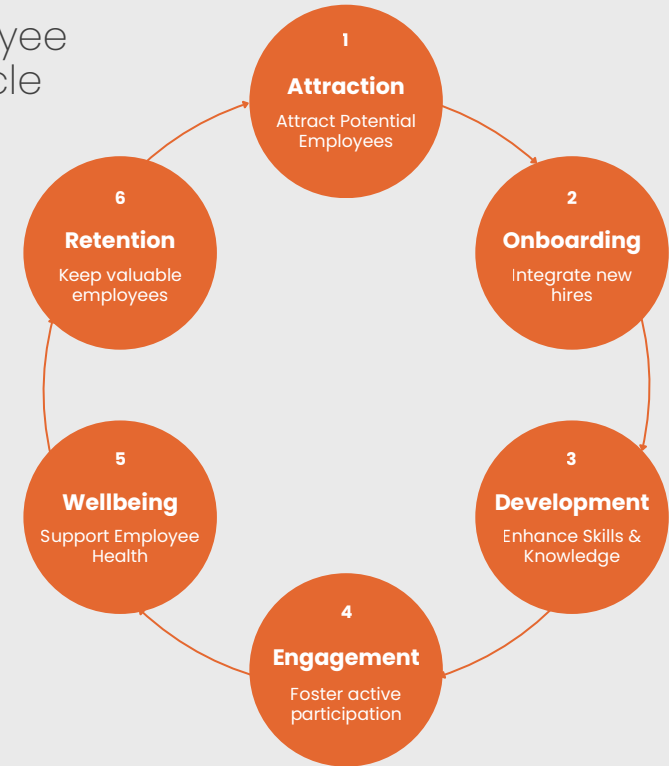 yee
cle
1
Attraction
Attract Potential
Employees
2
Onboarding
Integrate new
hires
3
Development
Enhance Skills &
Knowledge
4
Engagement
Foster active
participation
5
Wellbeing
Support Employee
Health
6
Retention
Keep valuable
employees